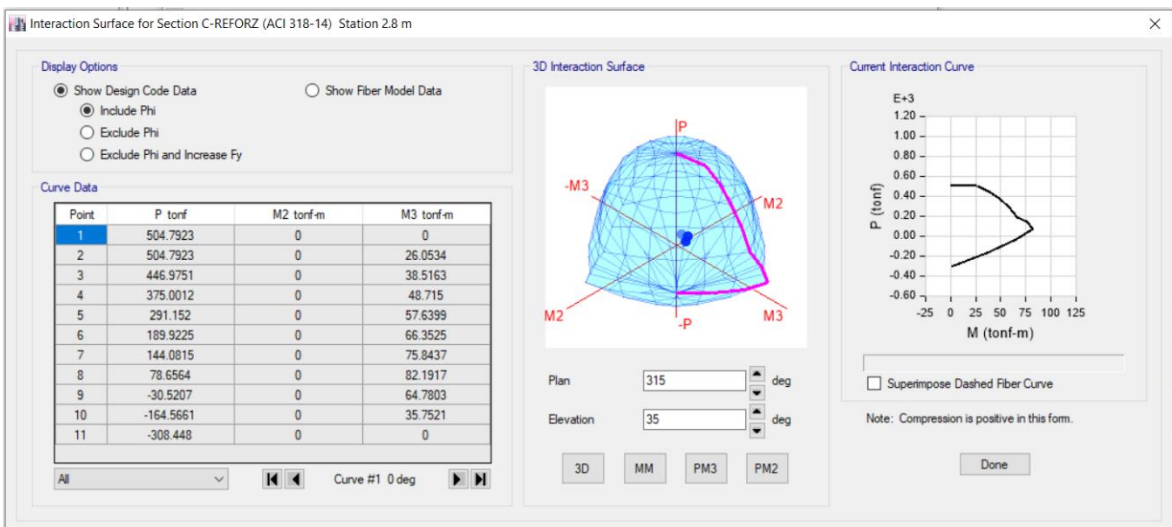 Interaction Surface for Section C-REFORZ (ACI 318-14) Station 2.8 m
Display Options
Show Design Code Data
Show Fiber Model Data
Include Phi
Exclude Phi
Exclude Phi and Increase Fy
Curve Data
Point P tonf M2 tonf-m M3 tonf-m
1 504.7923 0 0
2 504.7923 0 26.0534
3 446.9751 0 38.5163
4 375.0012 0 48.715
5 291.152 0 57.6399
6 189.9225 0 66.3525
7 144.0815 0 75.8437
8 78.6564 0 82.1917
9 -30.5207 0 64.7803
10 -164.5661 0 35.7521
11 -308.448 0 0
All
Curve #1 0 deg
3D Interaction Surface
P
-M3
M2
M2
-P
M3
Plan 315 deg
Elevation 35 deg
3D MM PM3 PM2
Current Interaction Curve
E+3
1.20
1.00
0.80
0.60
0.40
0.20
0.00
-0.20
-0.40
-0.60
P (tonf)
-25 0 25 50 75 100 125
M (tonf-m)
Superimpose Dashed Fiber Curve
Note: Compression is positive in this form.
Done